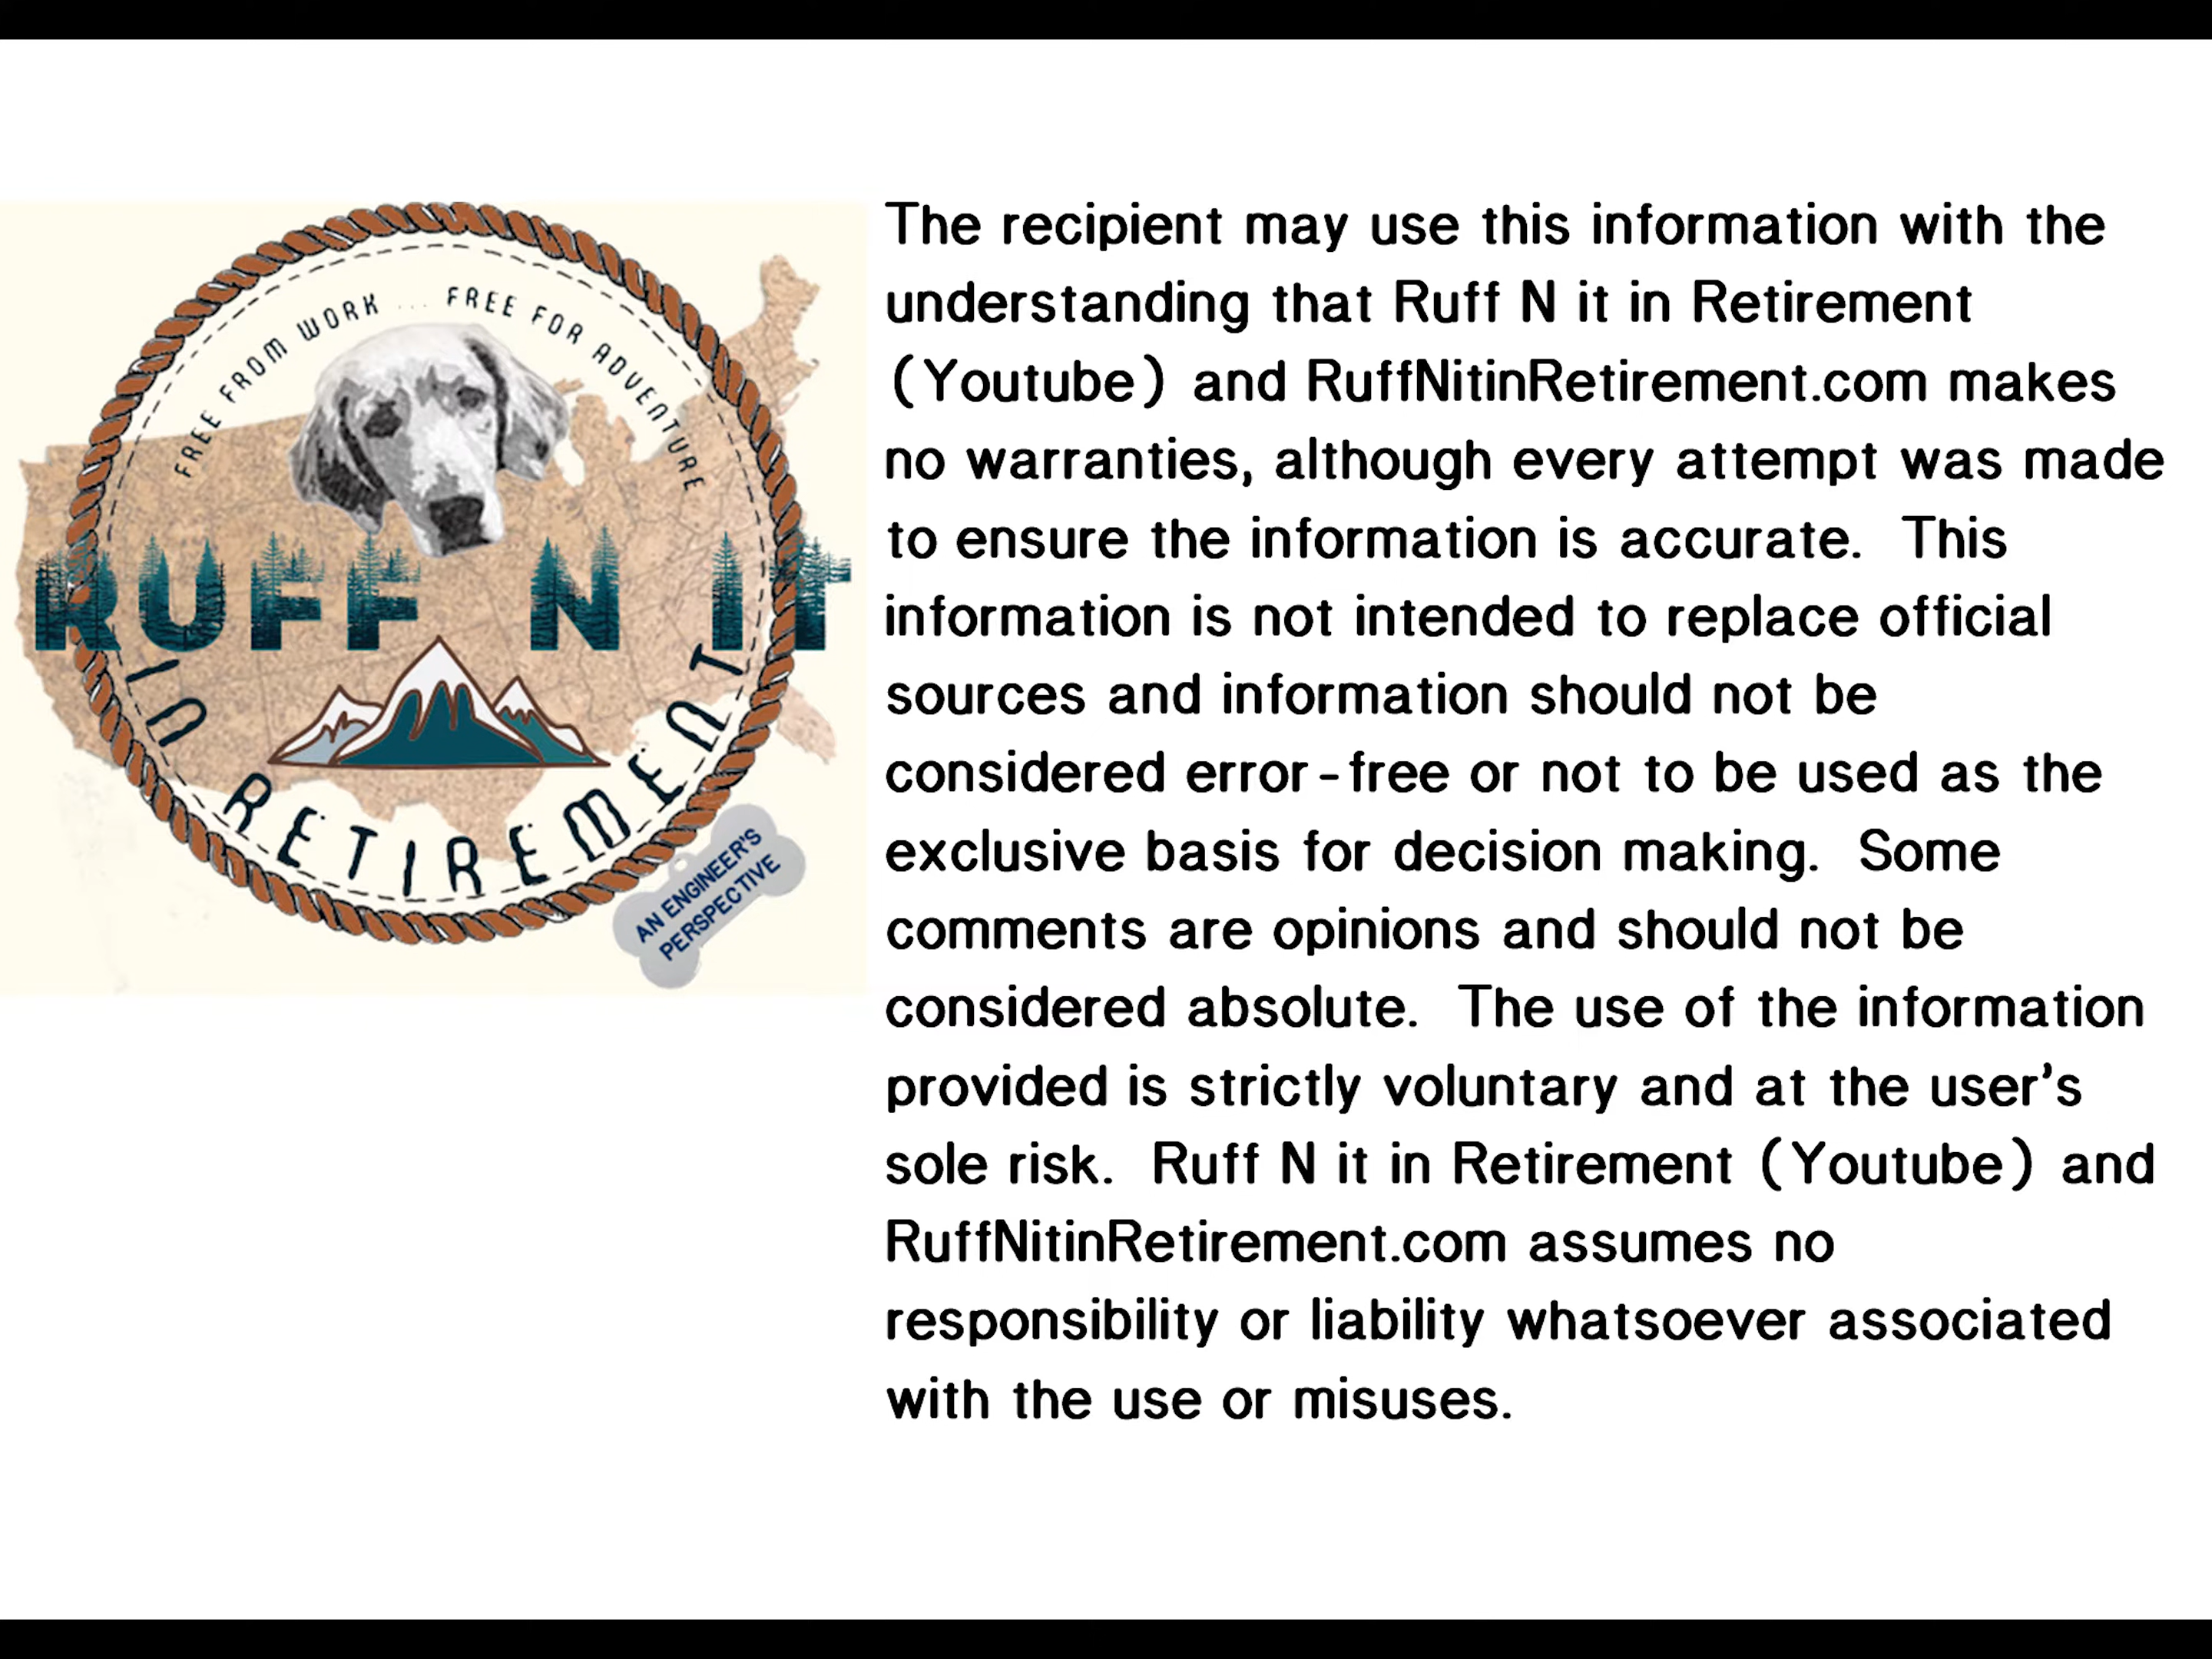 FREE FROM WORK ... FREE FOR ADVENTURE
RUFF N IT
IN RETIREMENT
AN ENGINEER'S
PERSPECTIVE
The recipient may use this information with the
understanding that Ruff N it in Retirement
(Youtube) and RuffNitinRetirement.com makes
no warranties, although every attempt was made
to ensure the information is accurate.  This
information is not intended to replace official
sources and information should not be
considered error-free or not to be used as the
exclusive basis for decision making.  Some
comments are opinions and should not be
considered absolute.  The use of the information
provided is strictly voluntary and at the user's
sole risk.  Ruff N it in Retirement (Youtube) and
RuffNitinRetirement.com assumes no
responsibility or liability whatsoever associated
with the use or misuses.